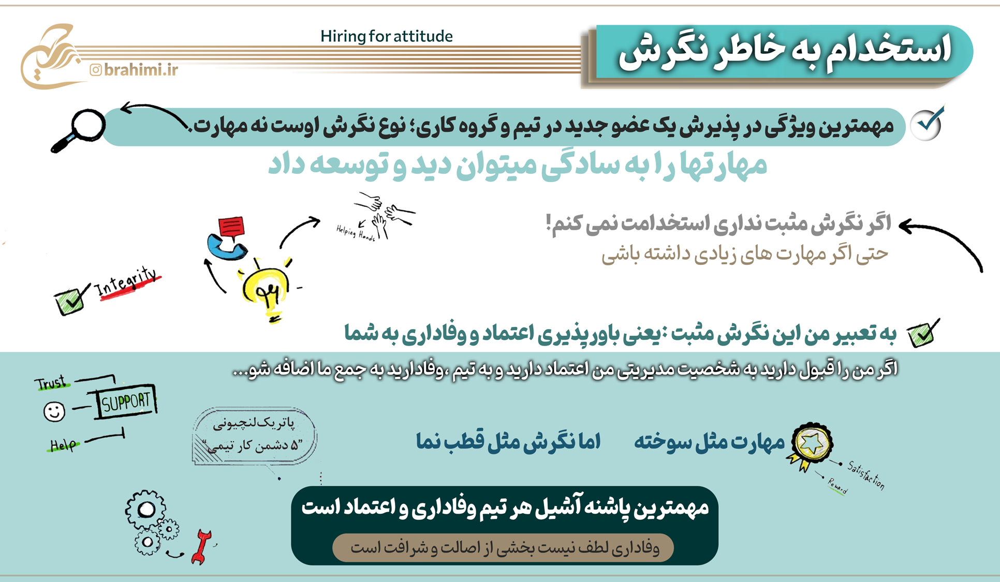 استخدام به خاطر نگرش
Hiring for attitude
brahimi.ir
مهمترین ویژگی در پذیرش یک عضو جدید در تیم و گروه کاری؛ نوع نگرش اوست نه مهارت.
مهارتها را به سادگی میتوان دید و توسعه داد
اگر نگرش مثبت نداری استخدامت نمی کنم!
حتی اگر مهارت های زیادی داشته باشی
Helping Hands
Integrity
به تعبیر من این نگرش مثبت :یعنی باورپذیری اعتماد و وفاداری به شما
اگر من را قبول دارید به شخصیت مدیریتی من اعتماد دارید و به تیم ،وفادارید به جمع ما اضافه شو...
Trust
SUPPORT
Help
مهارت مثل سوخته
اما نگرش مثل قطب نما
پاتریک‌لنچیونی
”۵ دشمن کار تیمی“
Satisfaction
Reward
مهمترین پاشنه آشیل هر تیم وفاداری و اعتماد است
وفاداری لطف نیست بخشی از اصالت و شرافت است